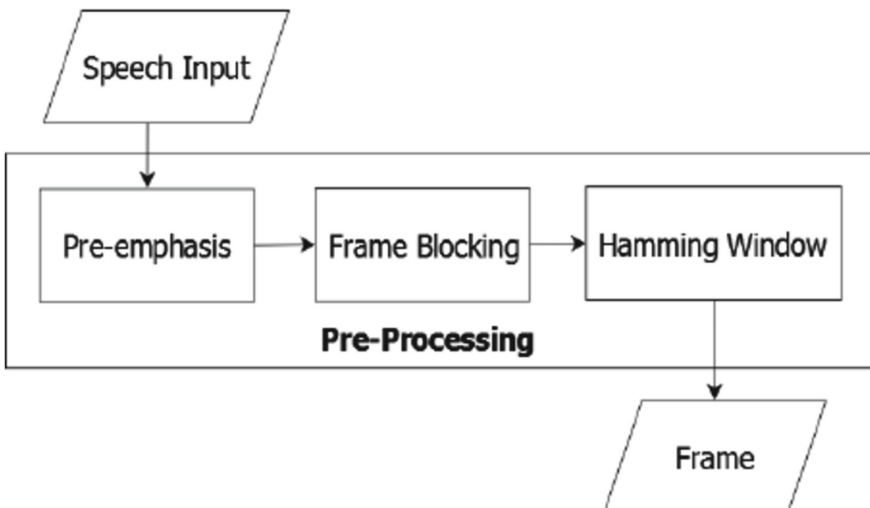 Speech Input
Pre-emphasis
Frame Blocking
Hamming Window
Pre-Processing
Frame